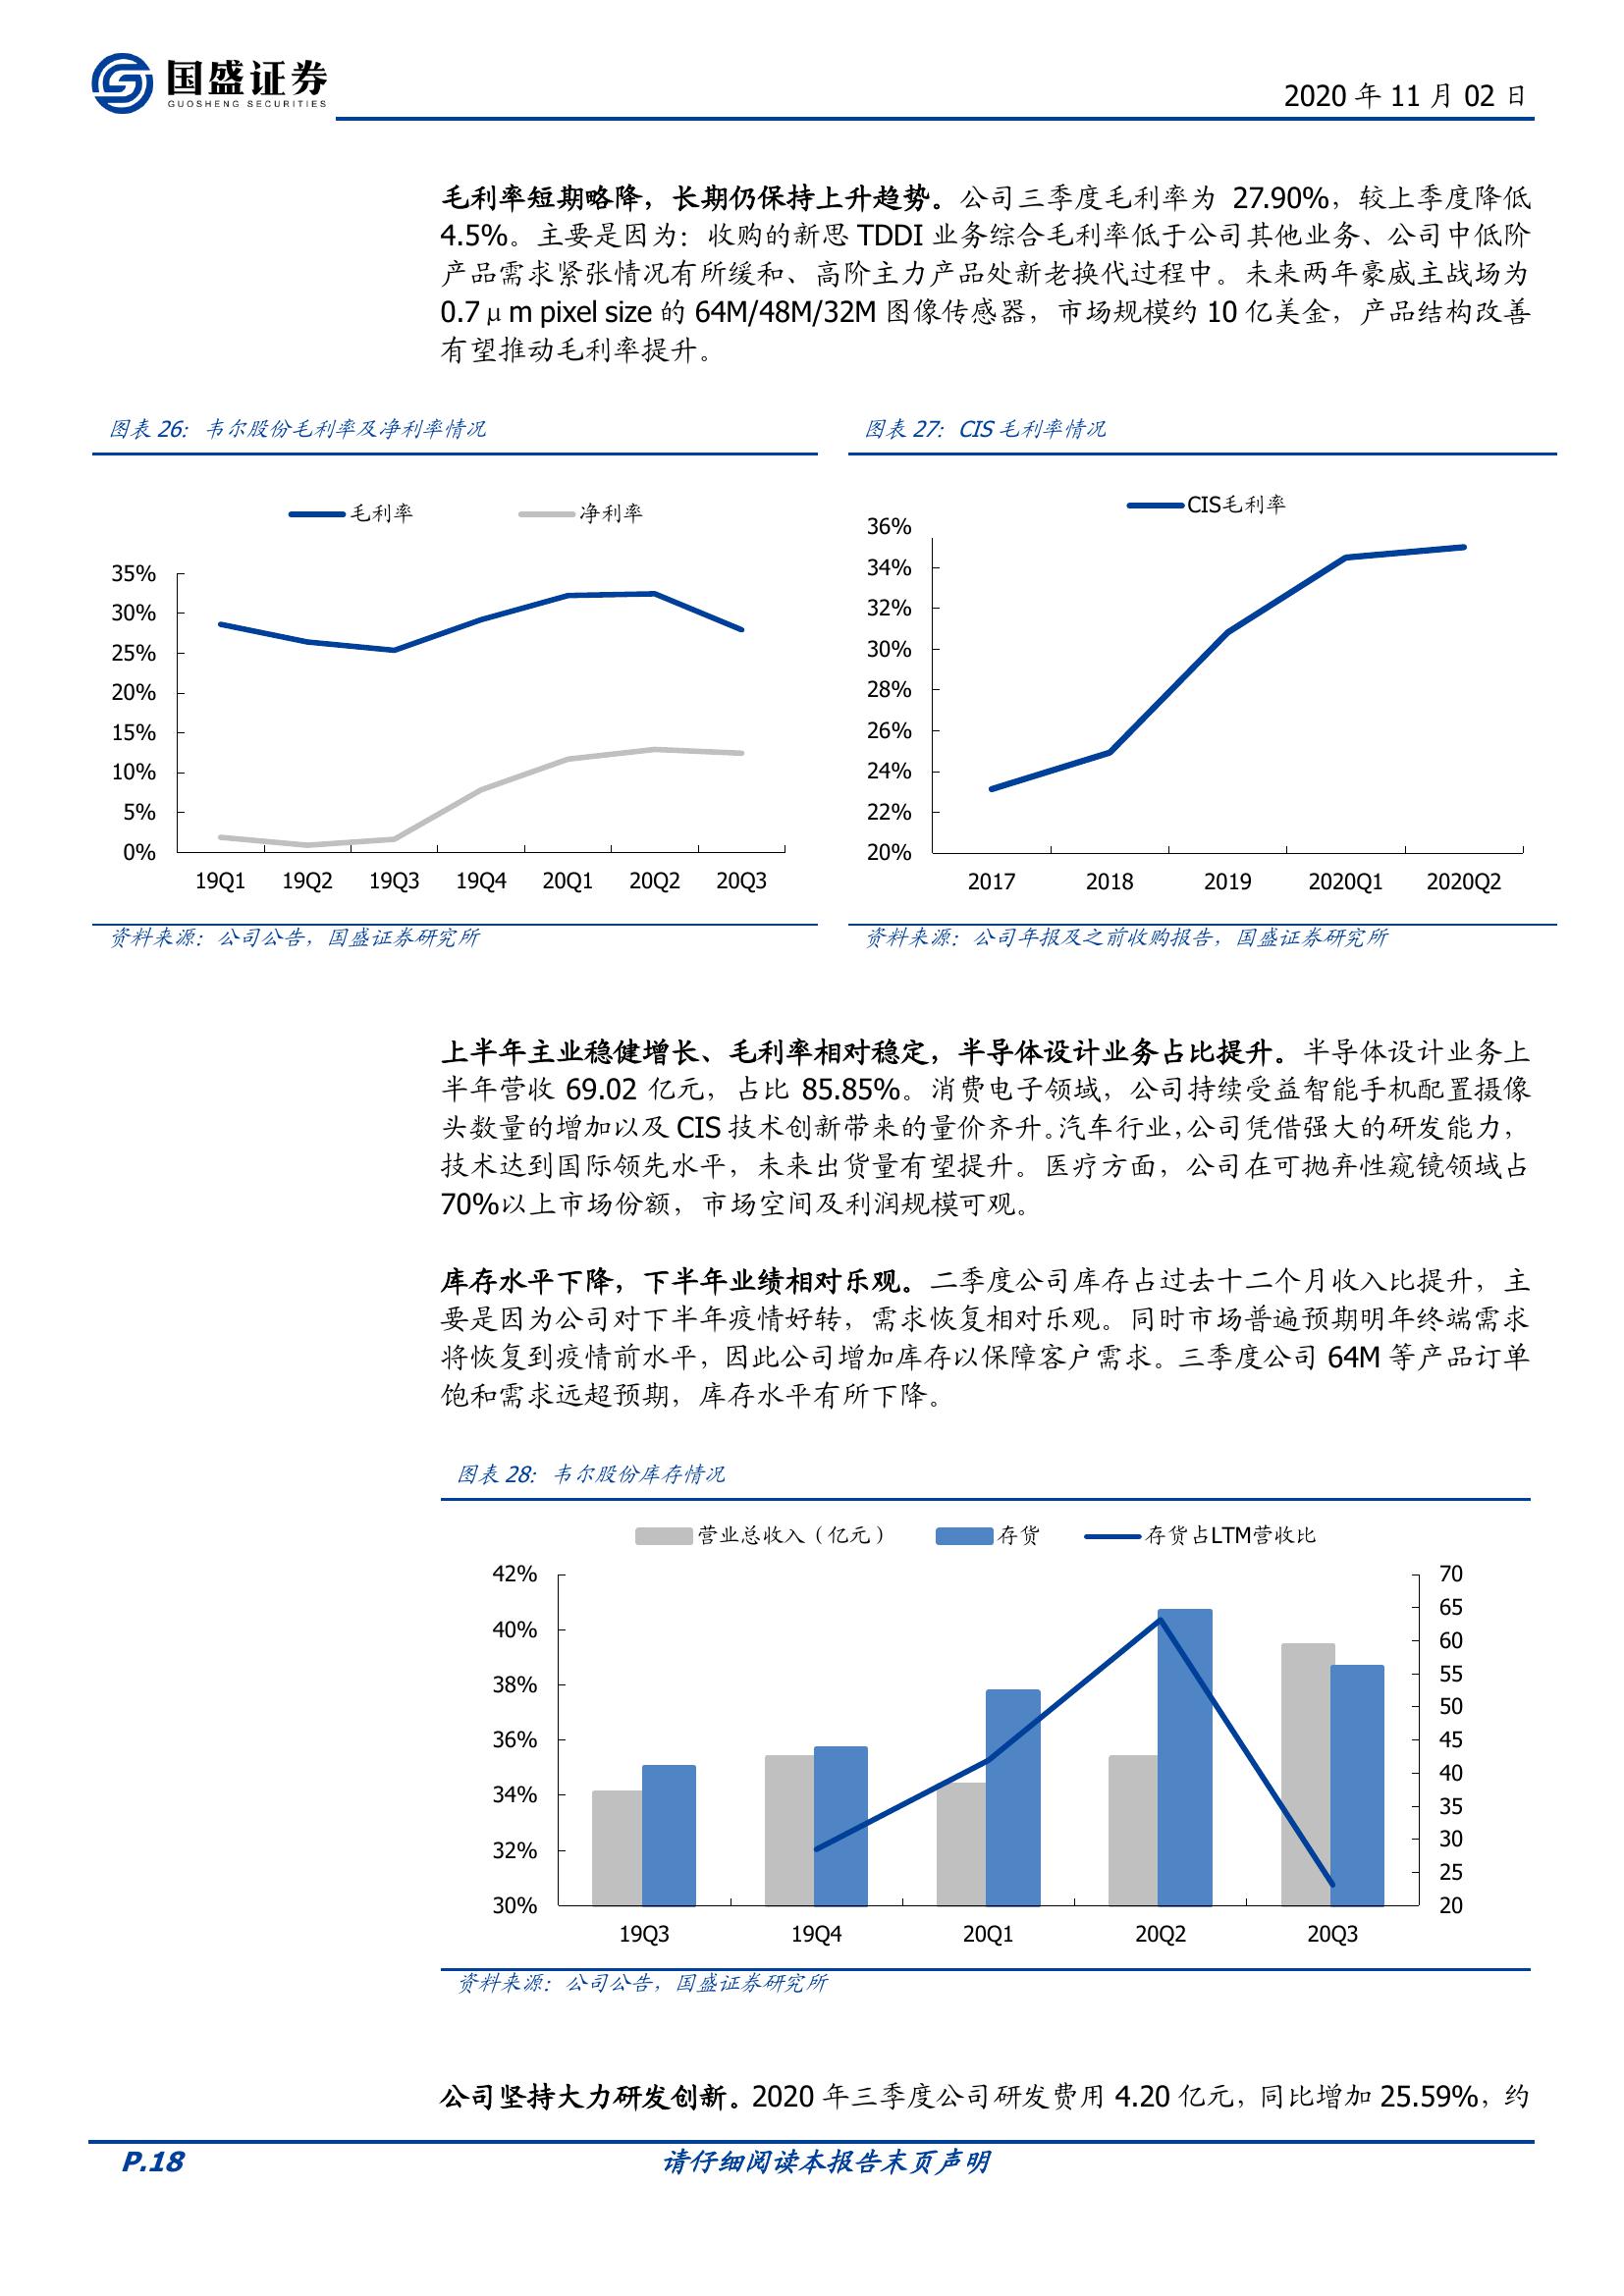 国盛证券
GUOSHENG SECURITIES
2020 年 11 月 02 日
毛利率短期略降，长期仍保持上升趋势。公司三季度毛利率为 27.90%，较上季度降低
4.5%。主要是因为：收购的新思 TDDI 业务综合毛利率低于公司其他业务、公司中低阶
产品需求紧张情况有所缓和、高阶主力产品处新老换代过程中。未来两年豪威主战场为
0.7μm pixel size 的 64M/48M/32M 图像传感器，市场规模约 10 亿美金，产品结构改善
有望推动毛利率提升。
图表 26：韦尔股份毛利率及净利率情况
毛利率 净利率
35%
30%
25%
20%
15%
10%
5%
0%
19Q1 19Q2 19Q3 19Q4 20Q1 20Q2 20Q3
资料来源：公司公告，国盛证券研究所
图表 27：CIS 毛利率情况
CIS毛利率
36%
34%
32%
30%
28%
26%
24%
22%
20%
2017 2018 2019 2020Q1 2020Q2
资料来源：公司年报及之前收购报告，国盛证券研究所
上半年主业稳健增长、毛利率相对稳定，半导体设计业务占比提升。半导体设计业务上
半年营收 69.02 亿元，占比 85.85%。消费电子领域，公司持续受益智能手机配置摄像
头数量的增加以及 CIS 技术创新带来的量价齐升。汽车行业，公司凭借强大的研发能力，
技术达到国际领先水平，未来出货量有望提升。医疗方面，公司在可抛弃性窥镜领域占
70%以上市场份额，市场空间及利润规模可观。
库存水平下降，下半年业绩相对乐观。二季度公司库存占过去十二个月收入比提升，主
要是因为公司对下半年疫情好转，需求恢复相对乐观。同时市场普遍预期明年终端需求
将恢复到疫情前水平，因此公司增加库存以保障客户需求。三季度公司 64M 等产品订单
饱和需求远超预期，库存水平有所下降。
图表 28：韦尔股份库存情况
营业总收入（亿元） 存货 存货占LTM营收比
42%
40%
38%
36%
34%
32%
30%
70
65
60
55
50
45
40
35
30
25
20
19Q3 19Q4 20Q1 20Q2 20Q3
资料来源：公司公告，国盛证券研究所
公司坚持大力研发创新。2020 年三季度公司研发费用 4.20 亿元，同比增加 25.59%，约
P.18 请仔细阅读本报告末页声明